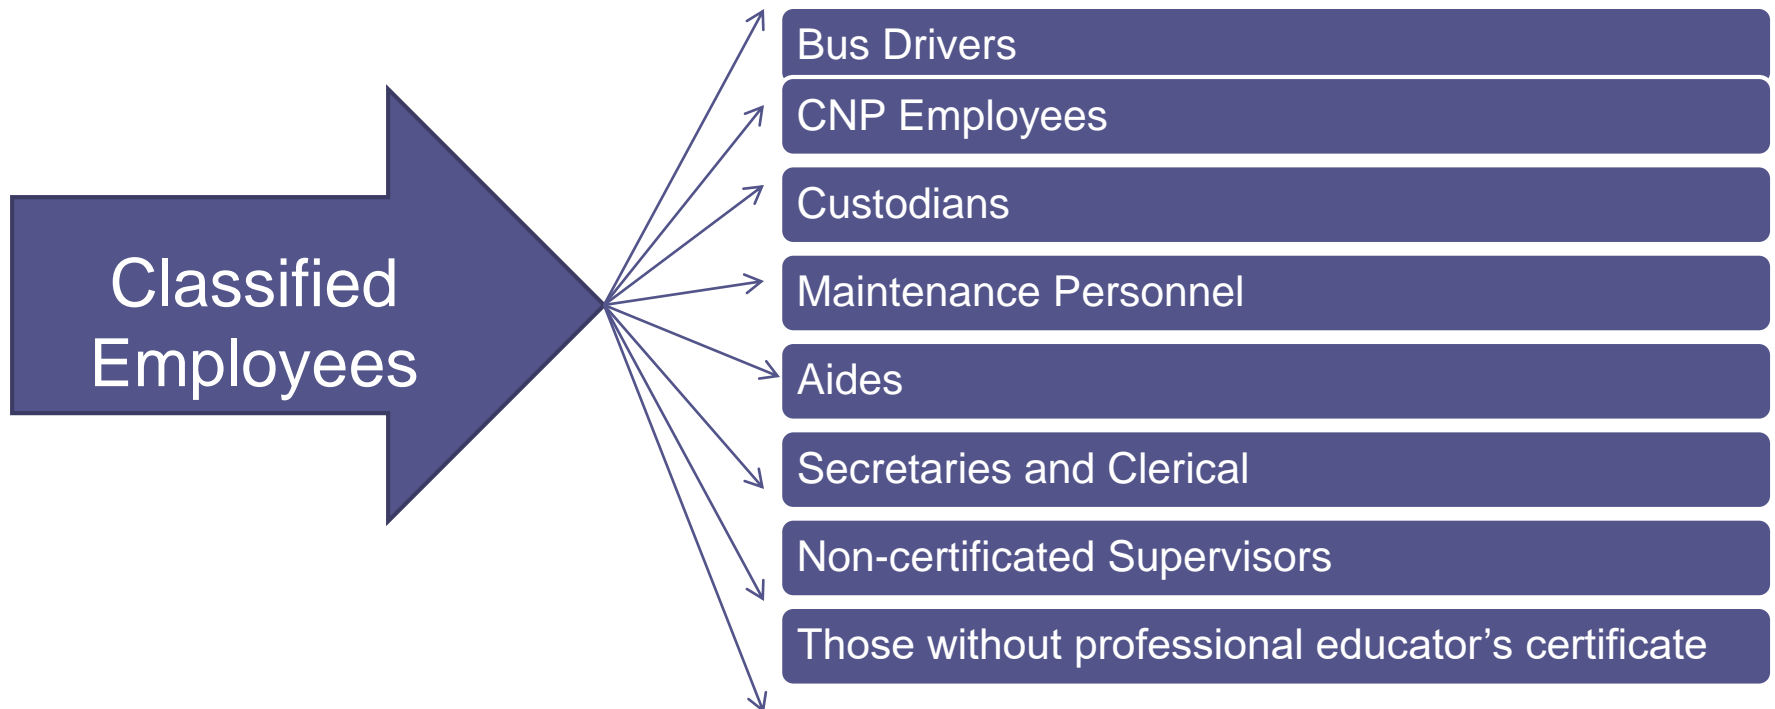 Classified
Employees
Bus Drivers
CNP Employees
Custodians
Maintenance Personnel
Aides
Secretaries and Clerical
Non-certificated Supervisors
Those without professional educator’s certificate